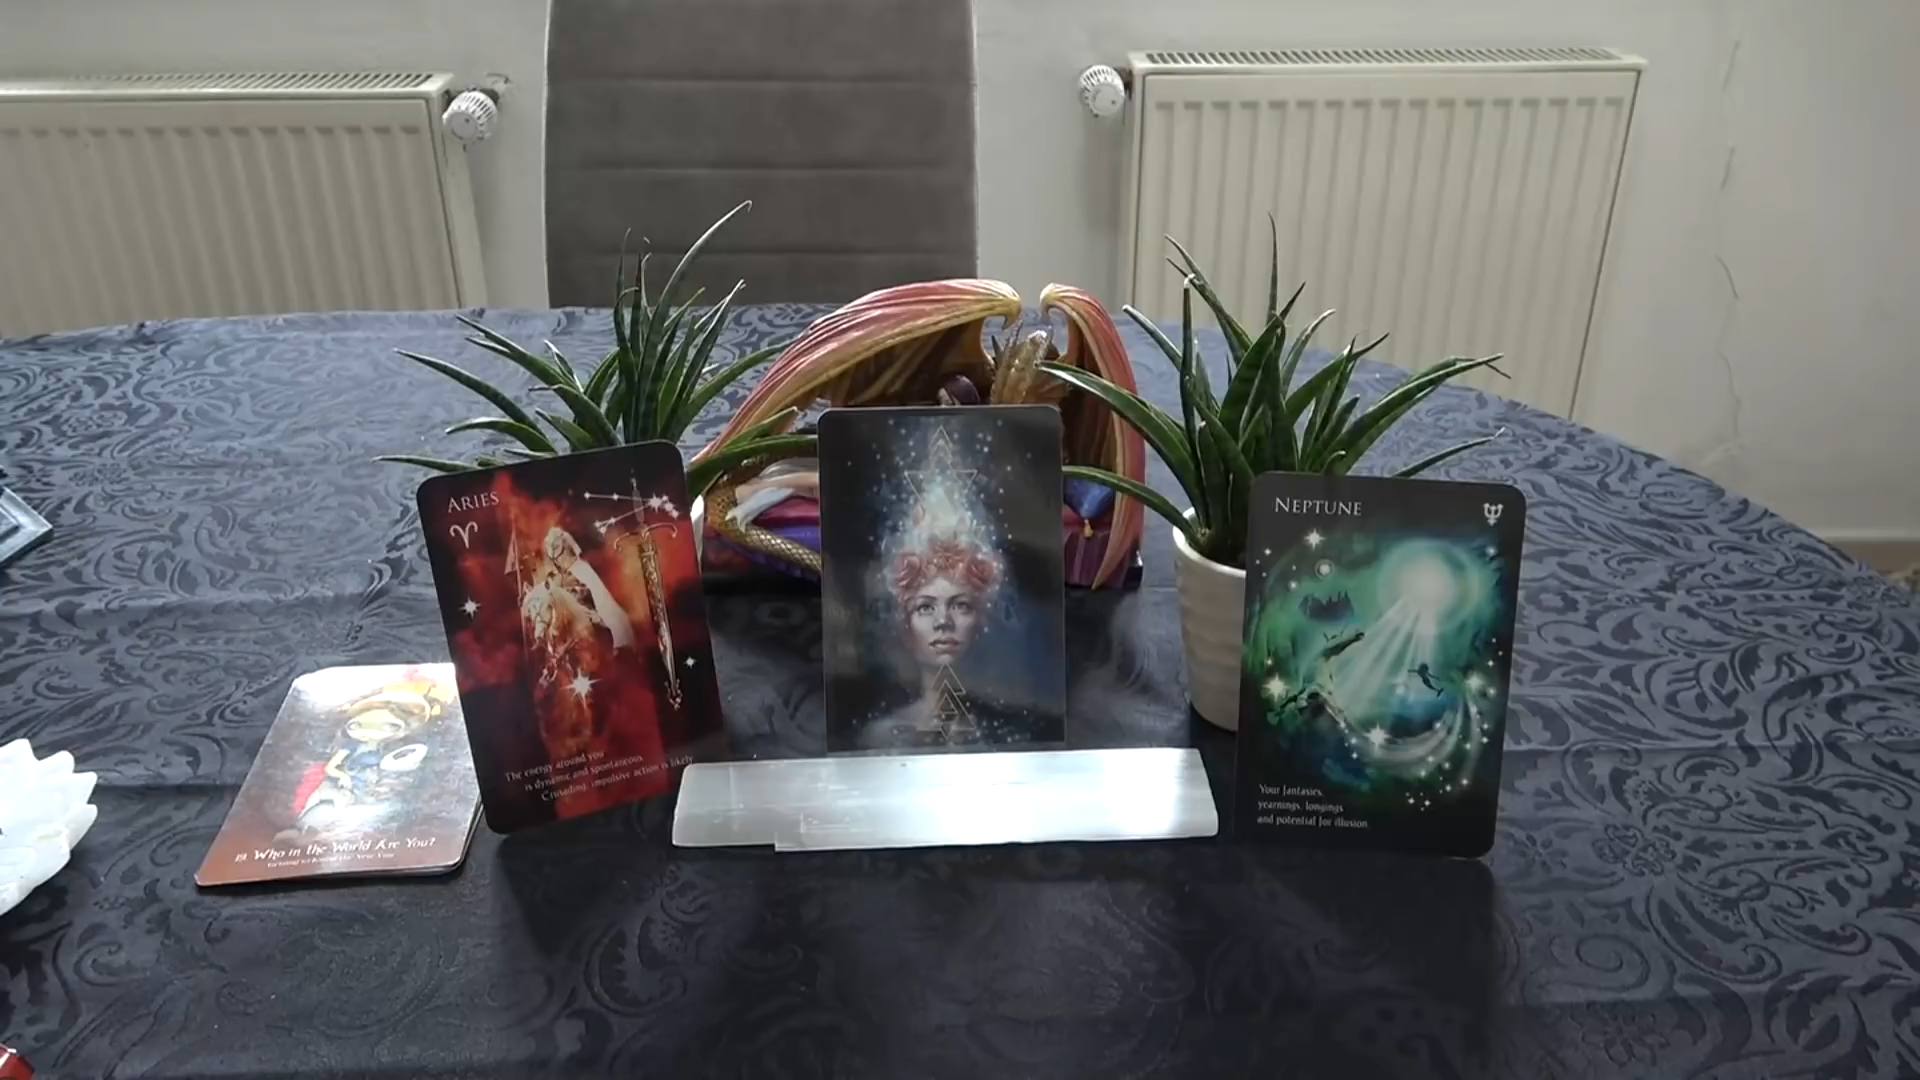 ARIES
The energy around you
is dynamic and spontaneous
Crusading, impulsive action is likely
NEPTUNE
Your fantasies,
yearnings, longings
and potential for illusion.
19. Who in the World Are You?